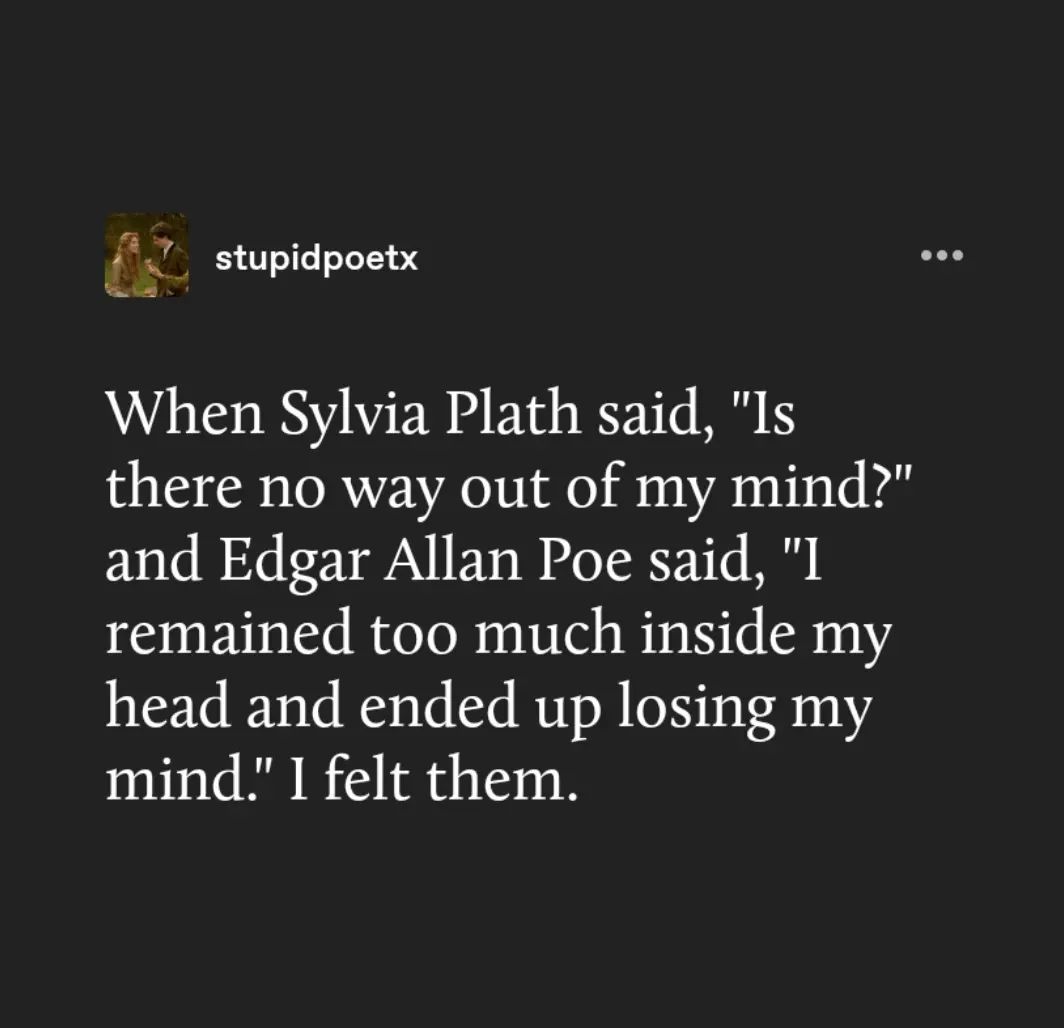 stupidpoetx
When Sylvia Plath said, "Is
there no way out of my mind?"
and Edgar Allan Poe said, "I
remained too much inside my
head and ended up losing my
mind." I felt them.